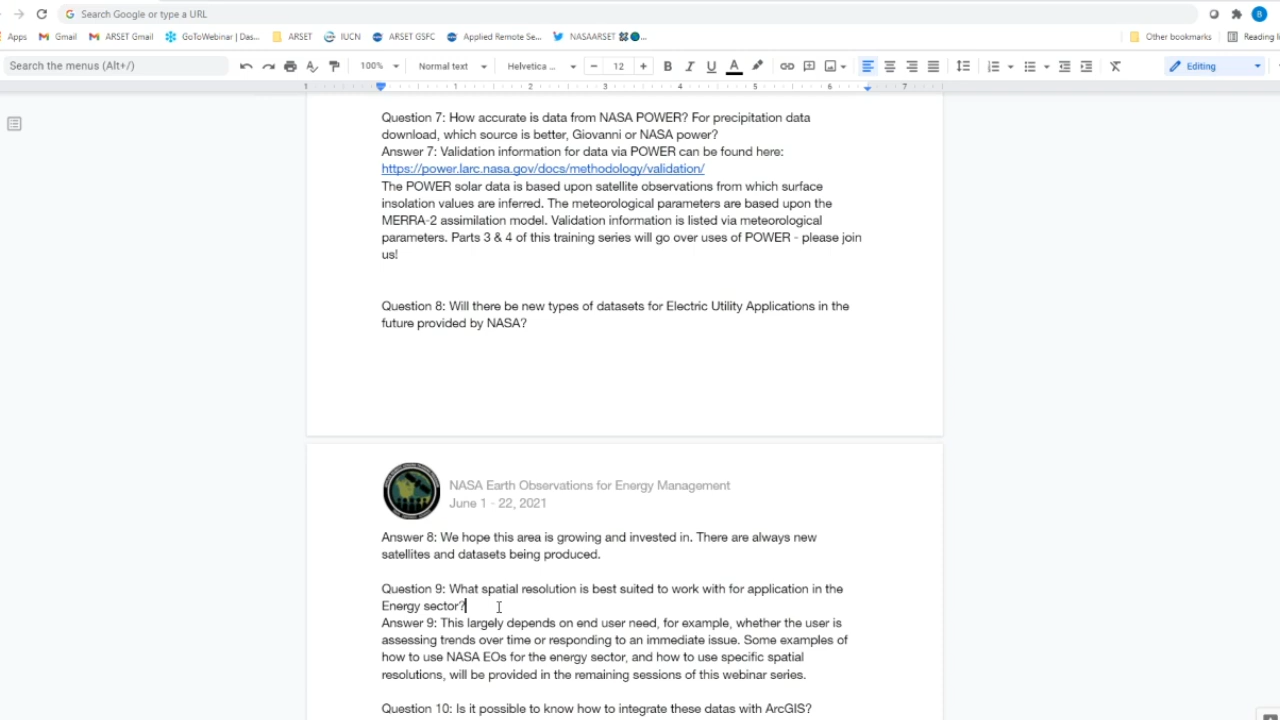 Search Google or type a URL
Apps Gmail ARSET Gmail GoToWebinar | Das... ARSET IUCN ARSET GSFC Applied Remote Se... NASAARSET Other bookmarks Reading
Search the menus (Alt+/) 100% Normal text Helvetica ... 12 B I U A Editing
1 1 2 3 4 5 6 7
Question 7: How accurate is data from NASA POWER? For precipitation data
download, which source is better, Giovanni or NASA power?
Answer 7: Validation information for data via POWER can be found here:
https://power.larc.nasa.gov/docs/methodology/validation/
The POWER solar data is based upon satellite observations from which surface
insolation values are inferred. The meteorological parameters are based upon the
MERRA-2 assimilation model. Validation information is listed via meteorological
parameters. Parts 3 & 4 of this training series will go over uses of POWER - please join
us!
Question 8: Will there be new types of datasets for Electric Utility Applications in the
future provided by NASA?
NASA Earth Observations for Energy Management
June 1 - 22, 2021
Answer 8: We hope this area is growing and invested in. There are always new
satellites and datasets being produced.
Question 9: What spatial resolution is best suited to work with for application in the
Energy sector?
Answer 9: This largely depends on end user need, for example, whether the user is
assessing trends over time or responding to an immediate issue. Some examples of
how to use NASA EOs for the energy sector, and how to use specific spatial
resolutions, will be provided in the remaining sessions of this webinar series.
Question 10: Is it possible to know how to integrate these datas with ArcGIS?